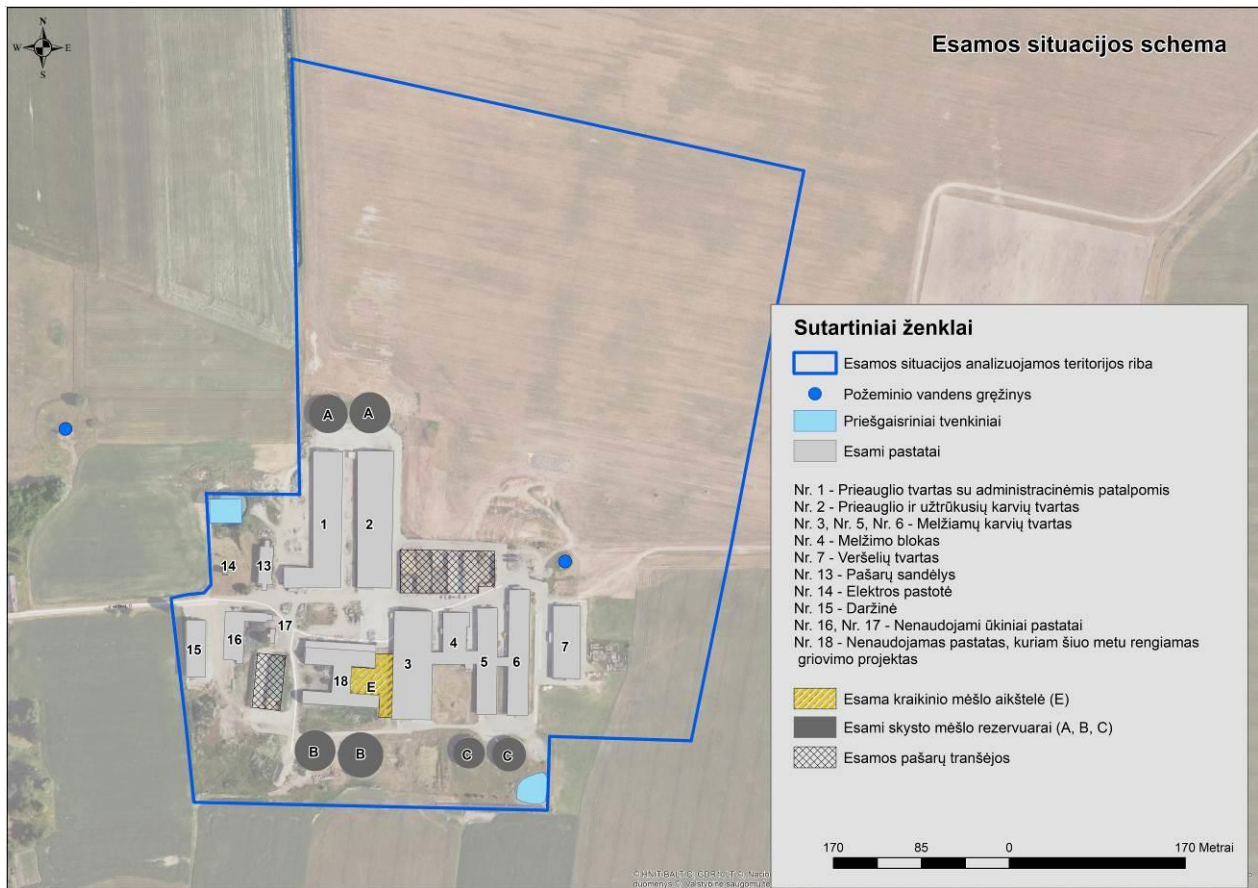 N
W E
S
Esamos situacijos schema
A A
1 2
14 13
17
16
15
4
3
5 6 7
18
E
B B
C C
Sutartiniai ženklai
Esamos situacijos analizuojamos teritorijos riba
Požeminio vandens gręžinys
Priešgaisriniai tvenkiniai
Esami pastatai
Nr. 1 - Prieauglio tvartas su administracinėmis patalpomis
Nr. 2 - Prieauglio ir užtrūkusių karvių tvartas
Nr. 3, Nr. 5, Nr. 6 - Melžiamų karvių tvartas
Nr. 4 - Melžimo blokas
Nr. 7 - Veršelių tvartas
Nr. 13 - Pašarų sandėlys
Nr. 14 - Elektros pastotė
Nr. 15 - Daržinė
Nr. 16, Nr. 17 - Nenaudojami ūkiniai pastatai
Nr. 18 - Nenaudojamas pastatas, kuriam šiuo metu rengiamas
griovimo projektas
Esama kraikinio mėšlo aikštelė (E)
Esami skysto mėšlo rezervuarai (A, B, C)
Esamos pašarų tranšėjos
170 85 0 170 Metrai